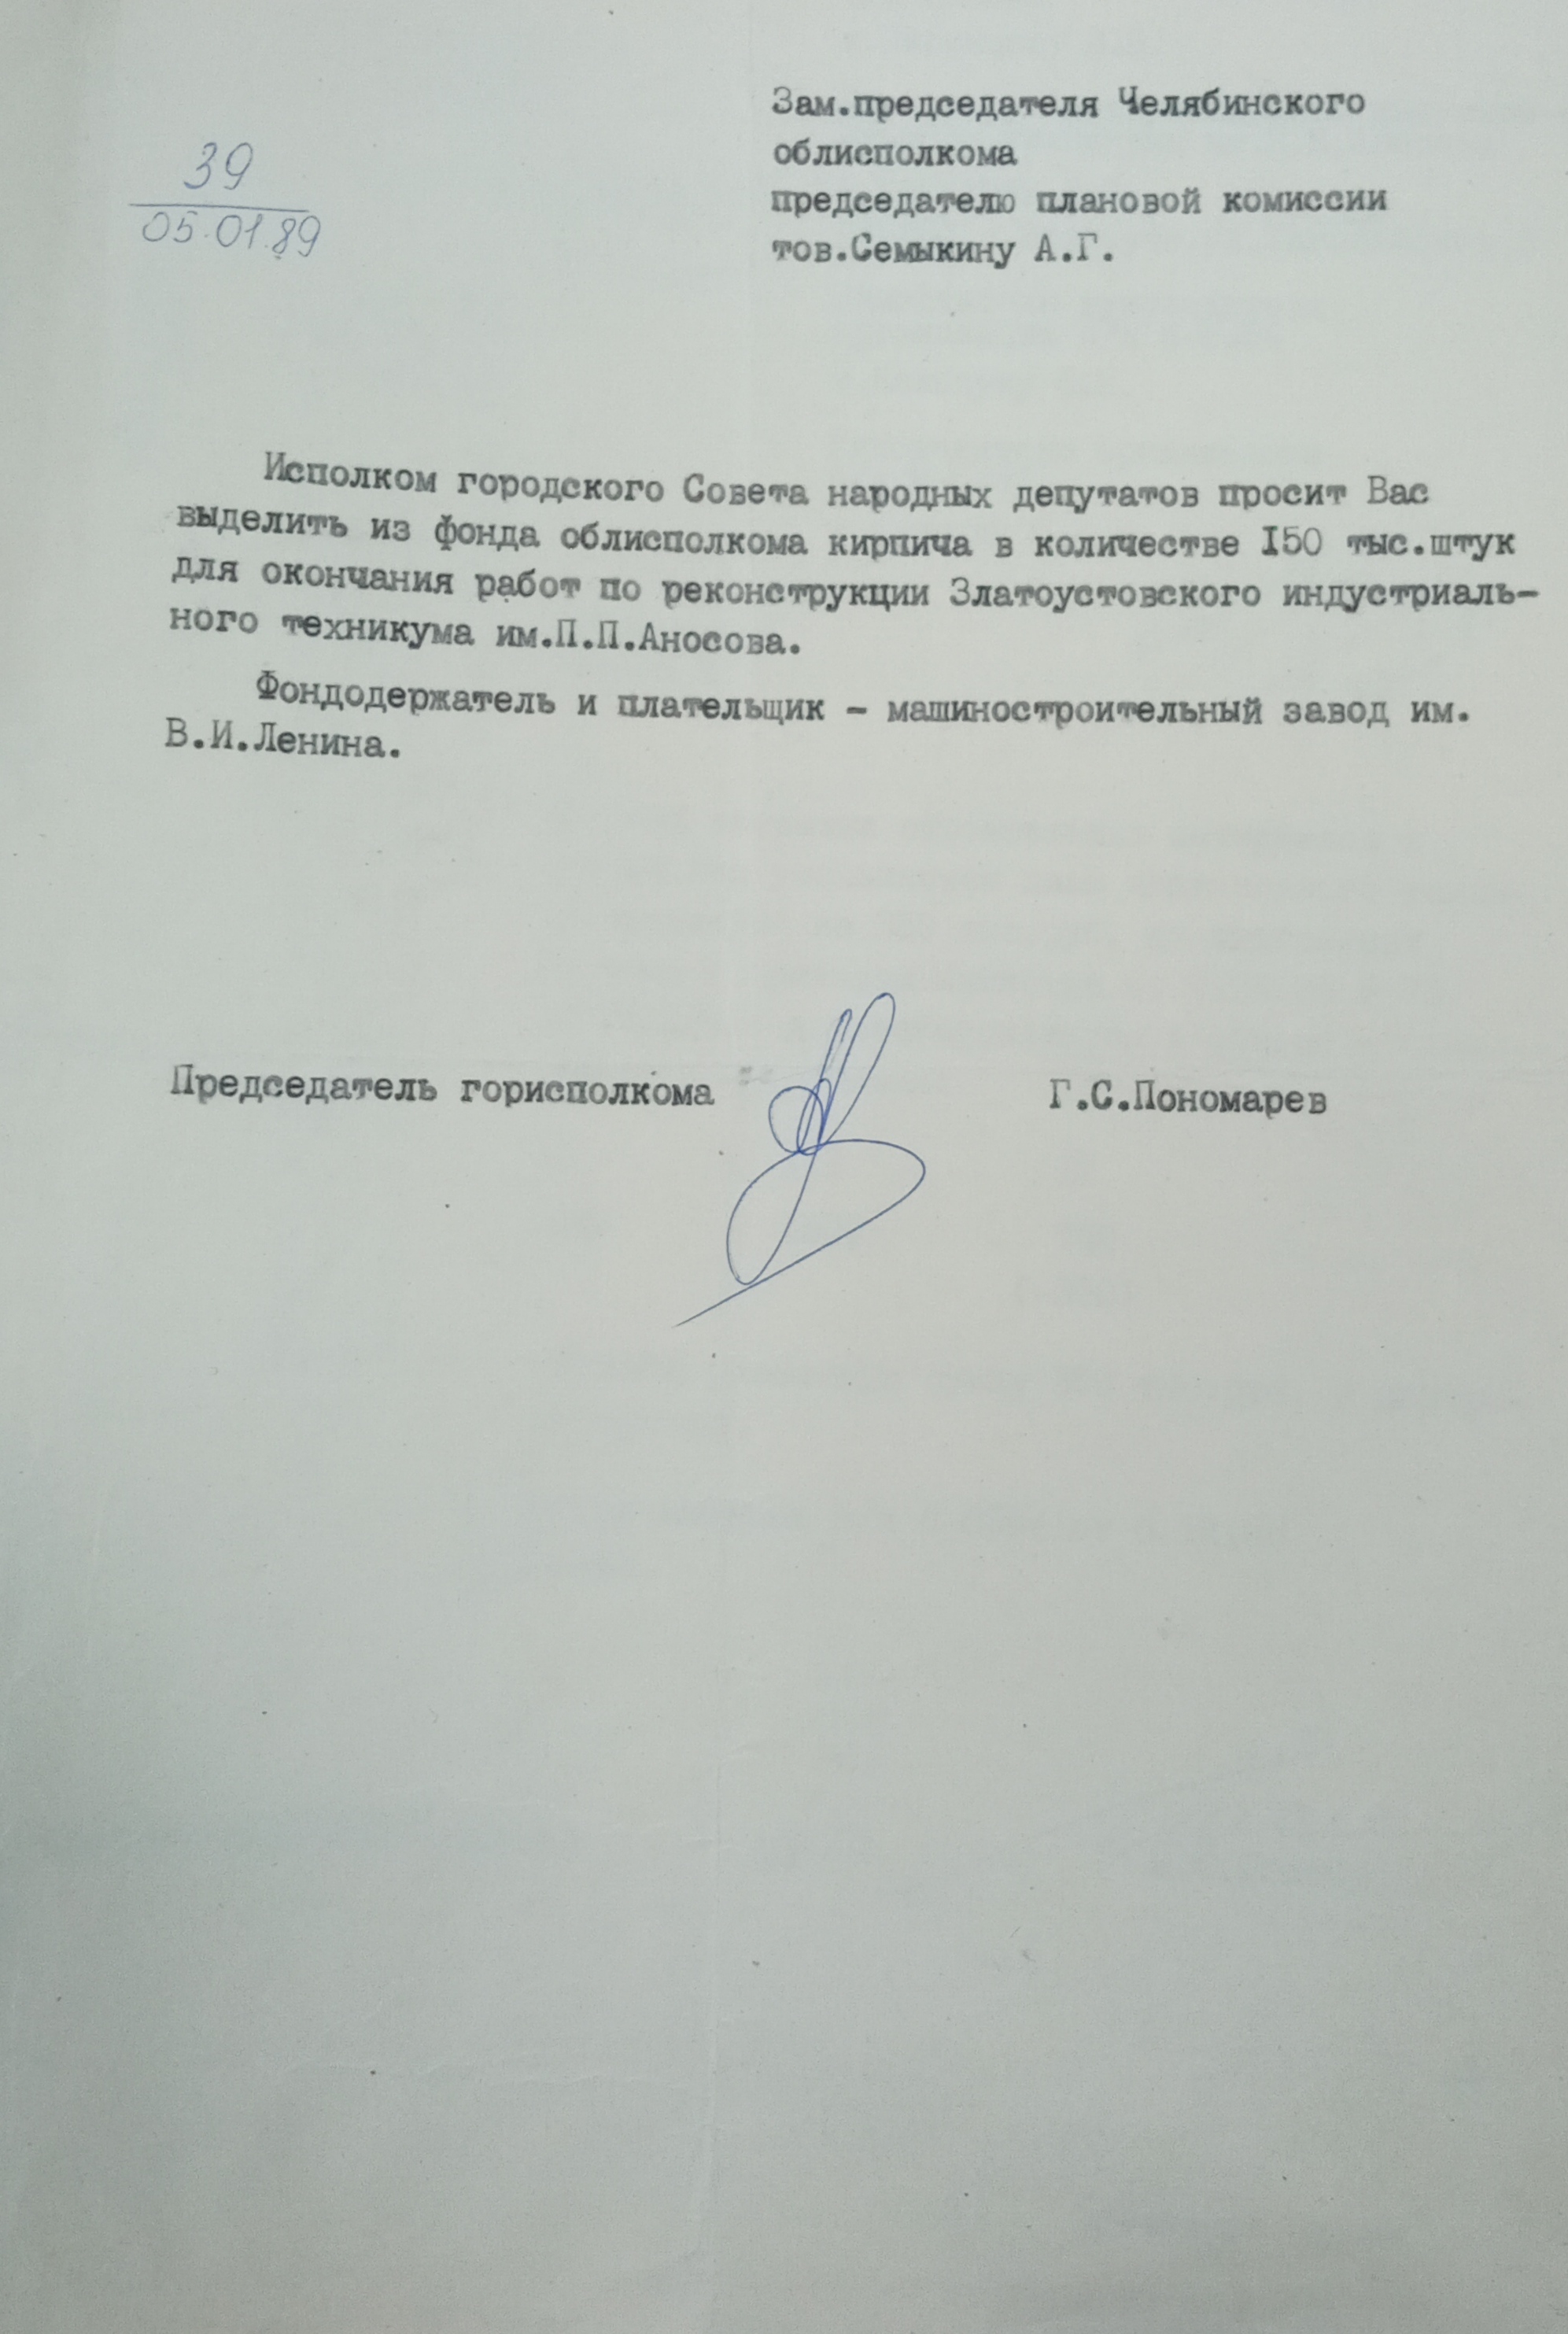 Зам.председателя Челябинского
облисполкома
председателю плановой комиссии
тов.Семыкину А.Г.
39
05.01.89
Исполком городского Совета народных депутатов просит Вас
выделить из фонда облисполкома кирпича в количестве I50 тыс.штук
для окончания работ по реконструкции Златоустовского индустриаль-
ного техникума им.П.П.Аносова.
Фондодержатель и плательщик - машиностроительный завод им.
В.И.Ленина.
Председатель горисполкома Г.С.Пономарев